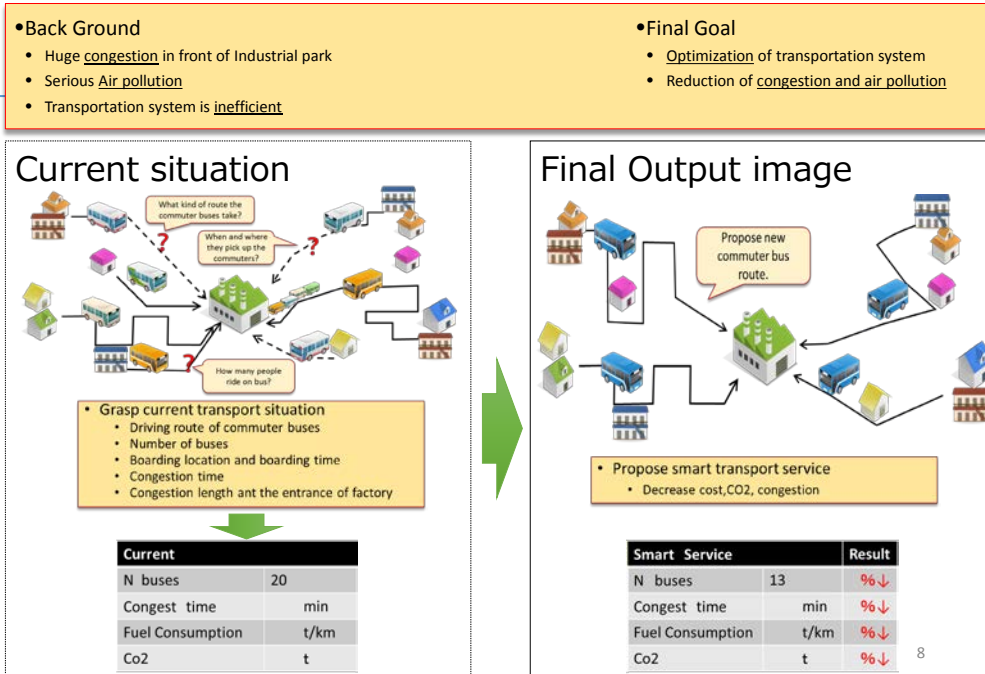 •Back Ground
• Huge congestion in front of Industrial park
• Serious Air pollution
• Transportation system is inefficient
•Final Goal
• Optimization of transportation system
• Reduction of congestion and air pollution
Current situation
What kind of route the
commuter buses take?
?
When and where
they pick up the
commuters?
?
?
How many people
ride on bus?
• Grasp current transport situation
• Driving route of commuter buses
• Number of buses
• Boarding location and boarding time
• Congestion time
• Congestion length ant the entrance of factory
Current
N buses 20
Congest time min
Fuel Consumption t/km
Co2 t
Final Output image
Propose new
commuter bus
route.
• Propose smart transport service
• Decrease cost,CO2, congestion
Smart Service Result
N buses 13 %↓
Congest time min %↓
Fuel Consumption t/km %↓
Co2 t %↓
8